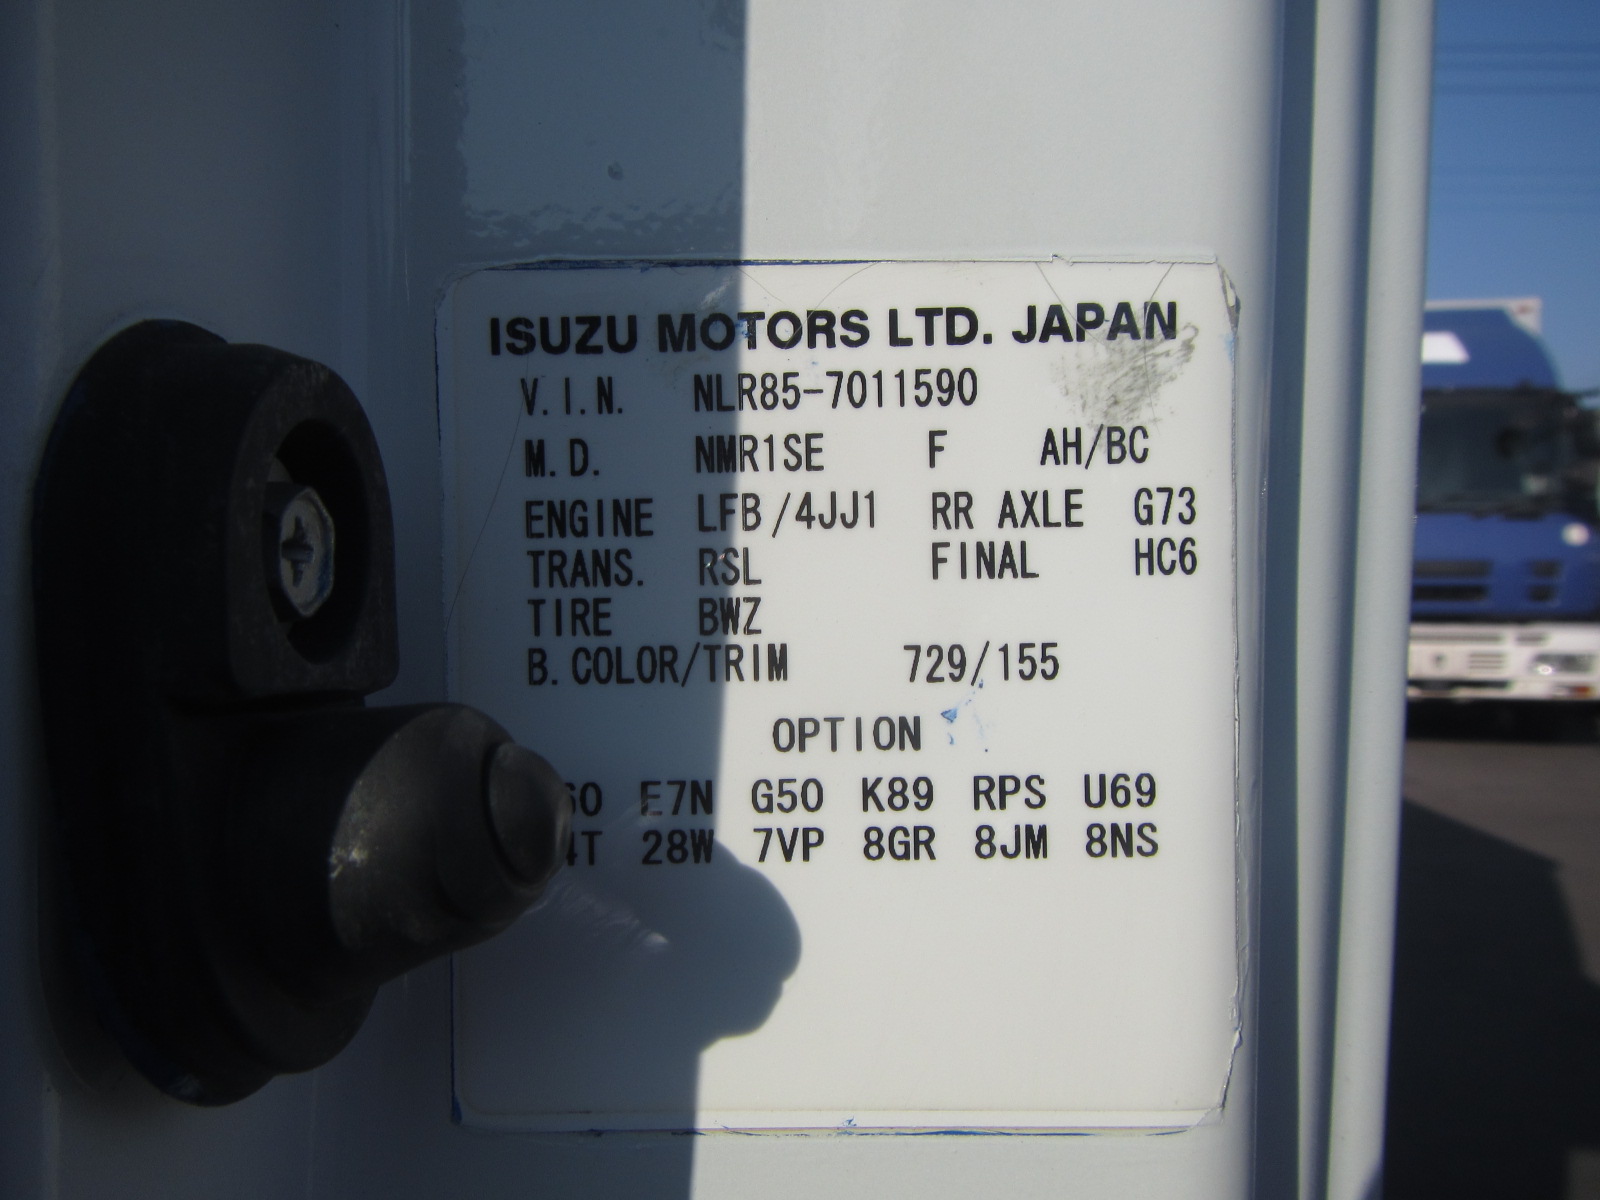 ISUZU MOTORS LTD. JAPAN
V.I.N. NLR85-7011590
M.D. NMR1SE F AH/BC
ENGINE LFB/4JJ1 RR AXLE G73
TRANS. RSL FINAL HC6
TIRE BWZ
B.COLOR/TRIM 729/155
OPTION
E7N G50 K89 RPS U69
28W 7VP 8GR 8JM 8NS